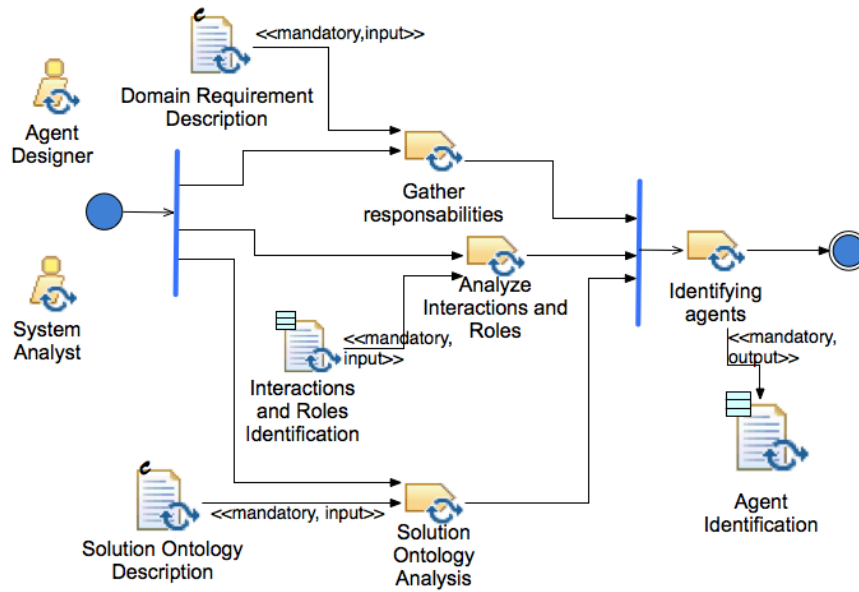 <<mandatory,input>>
Domain Requirement
Description
Agent
Designer
Gather
responsabilities
System
Analyst
Analyze
Interactions and
Roles
Identifying
agents
<<mandatory,
input>>
<<mandatory,
output>>
Interactions
and Roles
Identification
<<mandatory, input>>
Solution Ontology
Description
Solution
Ontology
Analysis
Agent
Identification